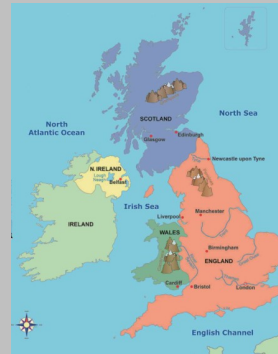 North Sea
North
Atlantic Ocean
SCOTLAND
Edinburgh
Glasgow
Newcastle upon Tyne
N. IRELAND
Belfast
Irish Sea
IRELAND
Liverpool
Manchester
WALES
Birmingham
ENGLAND
Cardiff
Bristol
London
English Channel